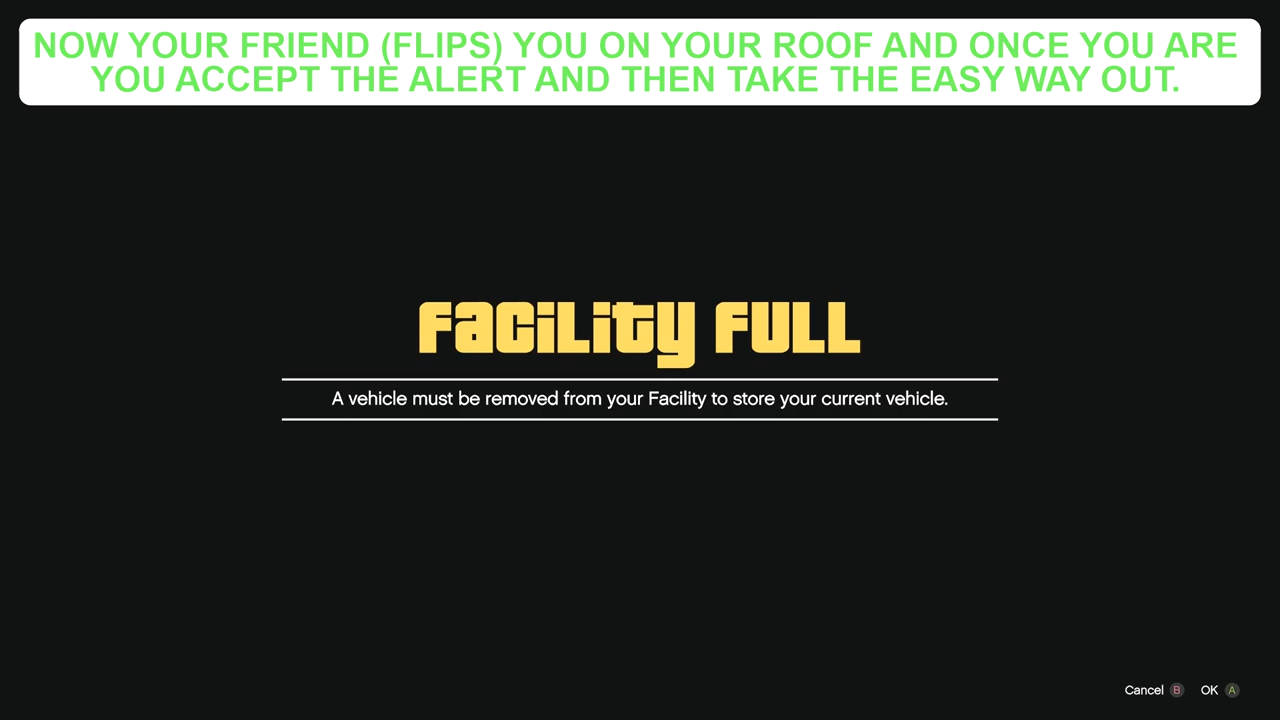 NOW YOUR FRIEND (FLIPS) YOU ON YOUR ROOF AND ONCE YOU ARE
YOU ACCEPT THE ALERT AND THEN TAKE THE EASY WAY OUT.
FACILITY FULL
A vehicle must be removed from your Facility to store your current vehicle.
Cancel B OK A